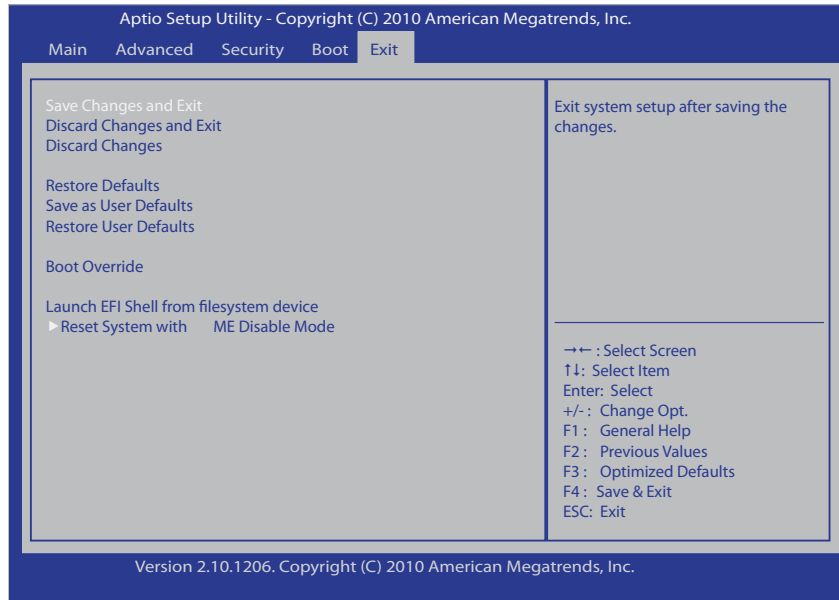 Aptio Setup Utility - Copyright (C) 2010 American Megatrends, Inc.
Main Advanced Security Boot Exit
Save Changes and Exit
Discard Changes and Exit
Discard Changes
Restore Defaults
Save as User Defaults
Restore User Defaults
Boot Override
Launch EFI Shell from filesystem device
▶Reset System with ME Disable Mode
Exit system setup after saving the
changes.
→← : Select Screen
↑↓: Select Item
Enter: Select
+/- : Change Opt.
F1 : General Help
F2 : Previous Values
F3 : Optimized Defaults
F4 : Save & Exit
ESC: Exit
Version 2.10.1206. Copyright (C) 2010 American Megatrends, Inc.